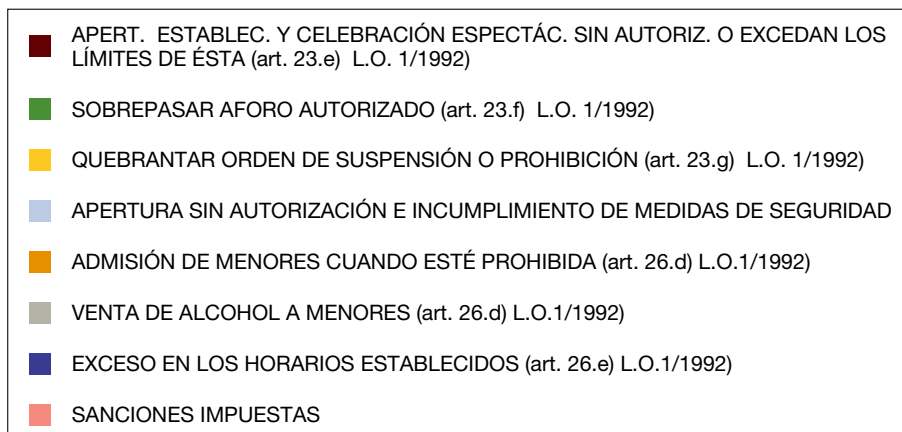 APERT. ESTABLEC. Y CELEBRACIÓN ESPECTÁC. SIN AUTORIZ. O EXCEDAN LOS
LÍMITES DE ÉSTA (art. 23.e) L.O. 1/1992)
SOBREPASAR AFORO AUTORIZADO (art. 23.f) L.O. 1/1992)
QUEBRANTAR ORDEN DE SUSPENSIÓN O PROHIBICIÓN (art. 23.g) L.O. 1/1992)
APERTURA SIN AUTORIZACIÓN E INCUMPLIMIENTO DE MEDIDAS DE SEGURIDAD
ADMISIÓN DE MENORES CUANDO ESTÉ PROHIBIDA (art. 26.d) L.O.1/1992)
VENTA DE ALCOHOL A MENORES (art. 26.d) L.O.1/1992)
EXCESO EN LOS HORARIOS ESTABLECIDOS (art. 26.e) L.O.1/1992)
SANCIONES IMPUESTAS